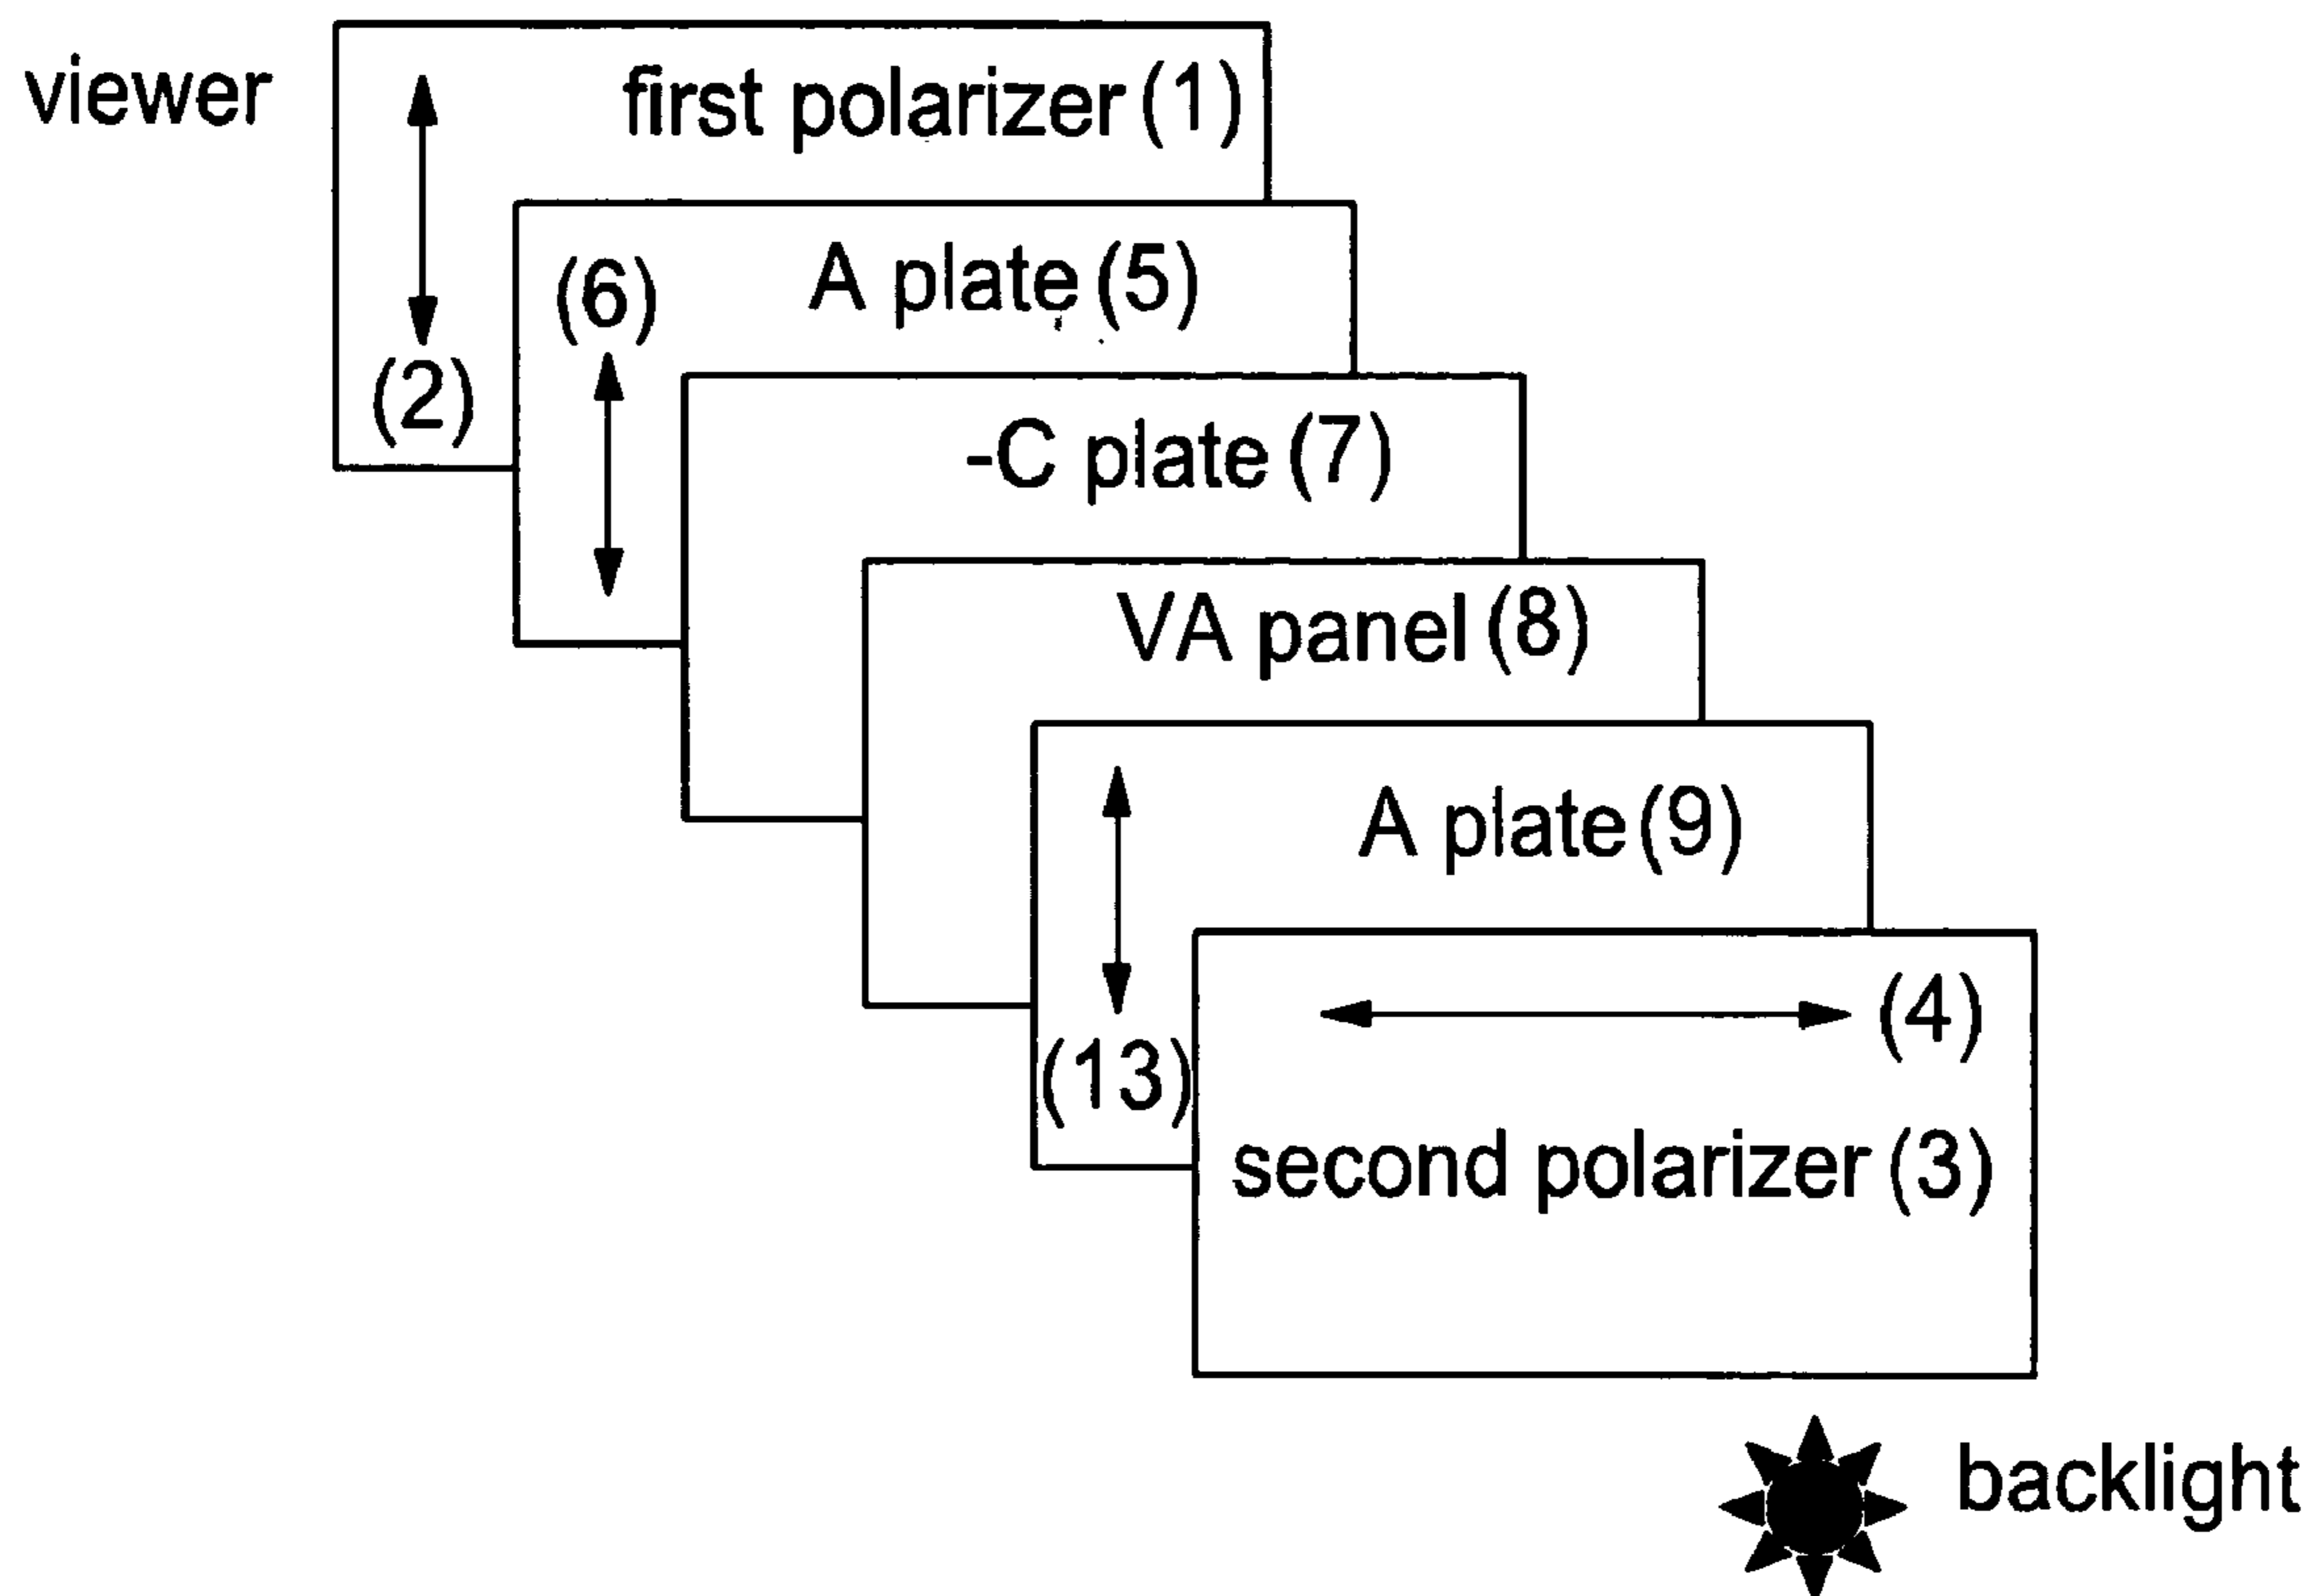 viewer
first polarizer (1)
(2)
(6)
A plate (5)
-C plate (7)
VA panel (8)
A plate (9)
(13)
(4)
second polarizer (3)
backlight